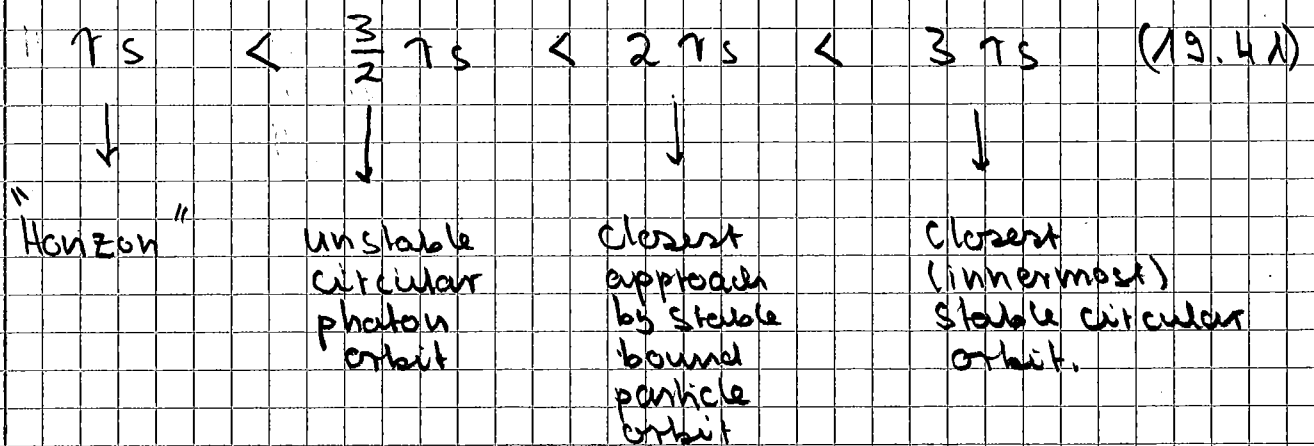 rs < 3/2 rs < 2 rs < 3 rs (19.41)
"Horizon"
unstable
circular
photon
orbit
closest
approach
by stable
bound
particle
orbit
closest
(innermost)
stable circular
orbit.